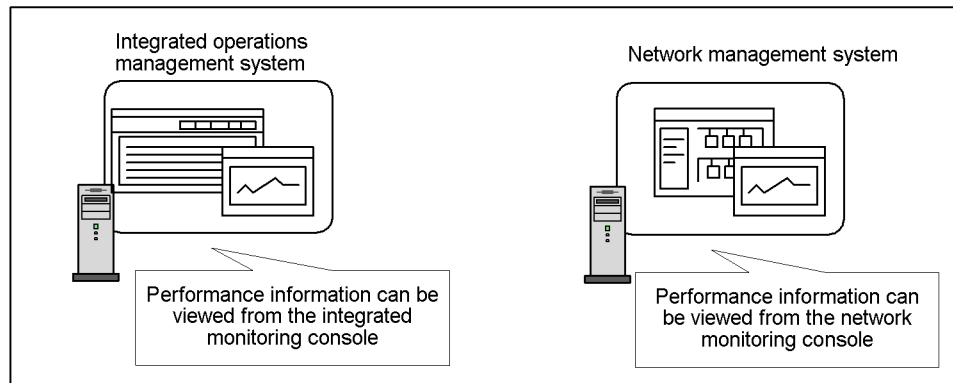 Integrated operations
management system
Network management system
Performance information can be
viewed from the integrated
monitoring console
Performance information can
be viewed from the network
monitoring console